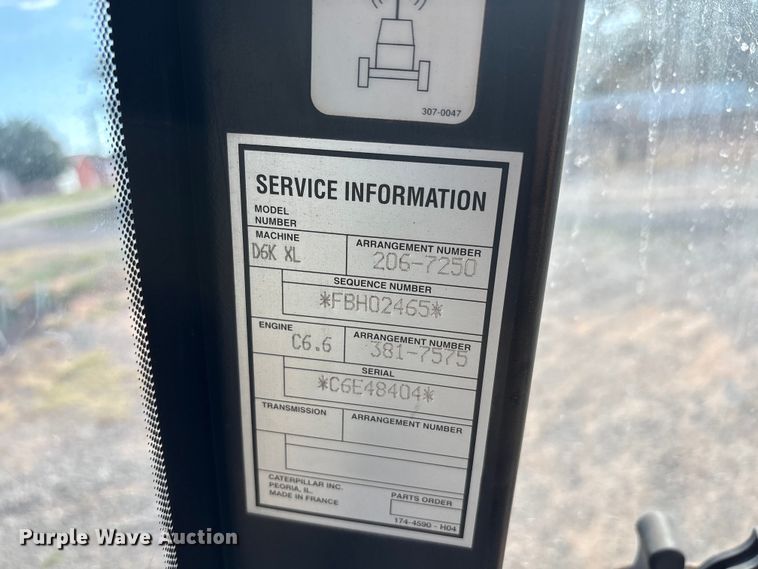 307-0047
SERVICE INFORMATION
MODEL
NUMBER
MACHINE
D6K XL
ARRANGEMENT NUMBER
206-7250
SEQUENCE NUMBER
*FBH02465*
ENGINE
C6.6
ARRANGEMENT NUMBER
381-7575
SERIAL
*C6E48404*
TRANSMISSION
ARRANGEMENT NUMBER
CATERPILLAR INC.
PEORIA, IL.
MADE IN FRANCE
PARTS ORDER
174-4590 - H04
Purple Wave Auction